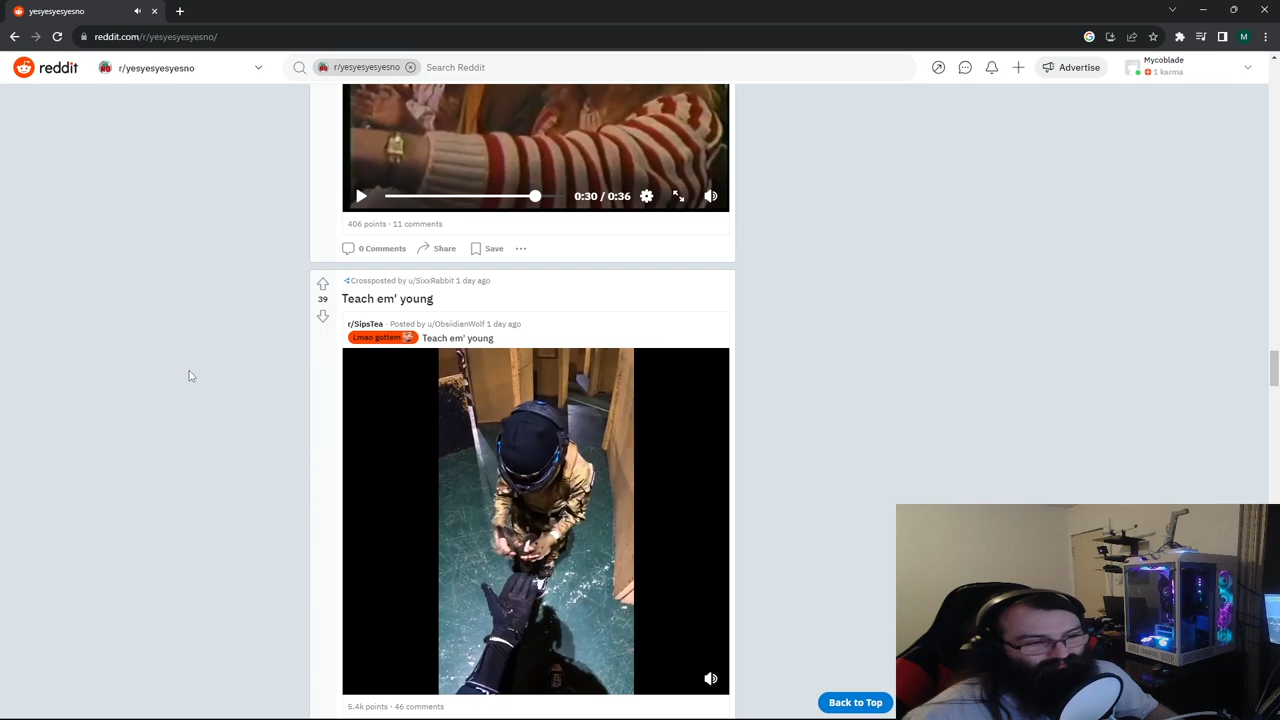 yesyesyesyesno
reddit.com/r/yesyesyesyesno/
M
reddit
r/yesyesyesyesno
r/yesyesyesyesno
Search Reddit
Advertise
Mycoblade
1 karma
0:30 / 0:36
406 points · 11 comments
0 Comments
Share
Save
39
Crossposted by u/SixxRabbit 1 day ago
Teach em' young
r/SipsTea · Posted by u/ObsiidianWolf 1 day ago
Lmao gottem
Teach em' young
5.4k points · 46 comments
Back to Top